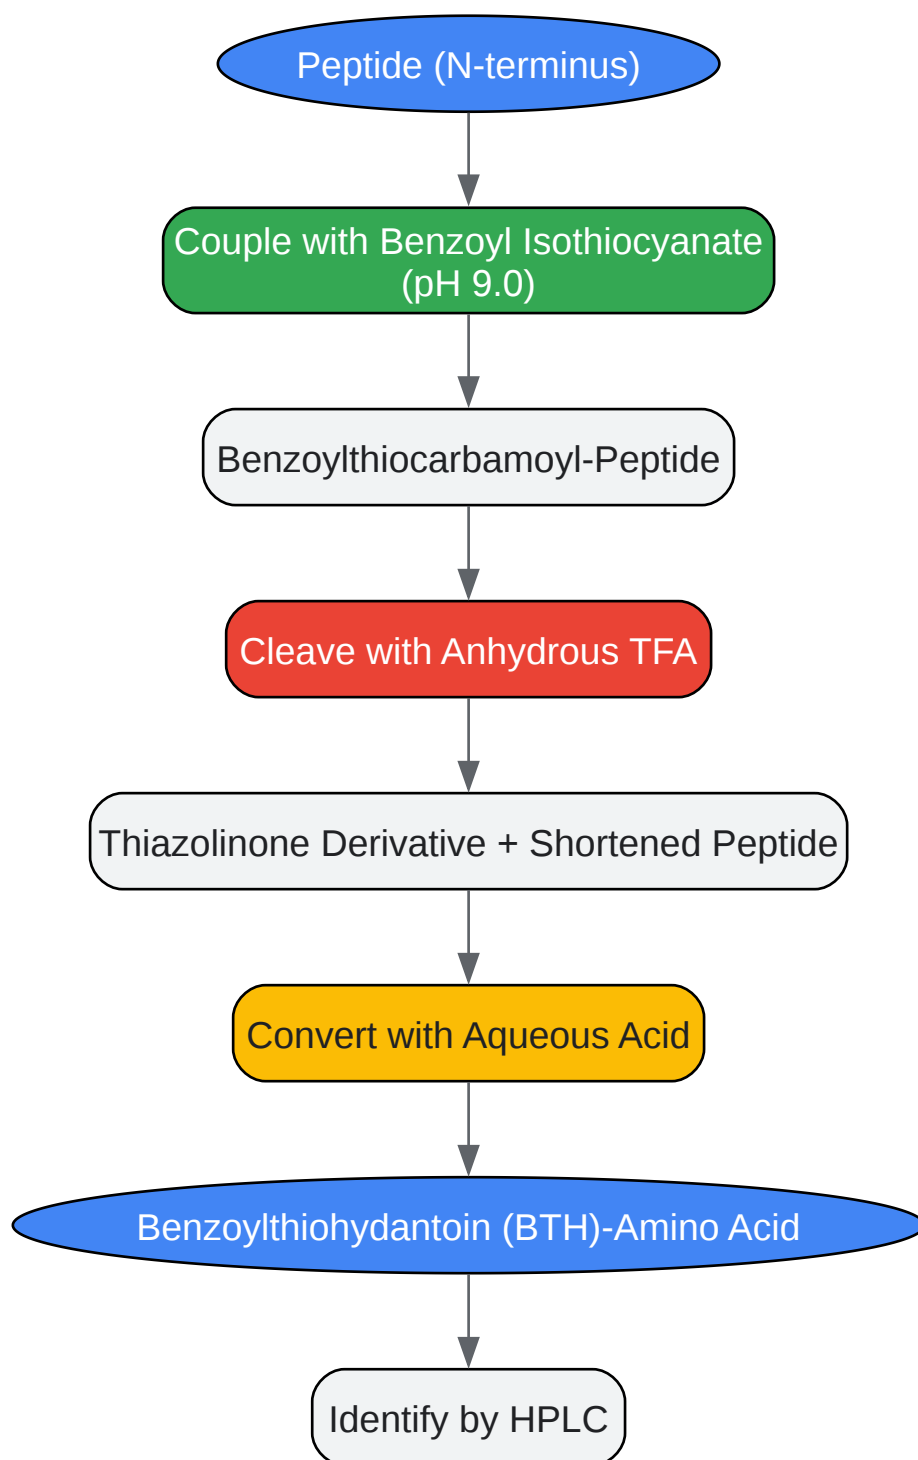 Peptide (N-terminus)
Couple with Benzoyl Isothiocyanate
(pH 9.0)
Benzoylthiocarbamoyl-Peptide
Cleave with Anhydrous TFA
Thiazolinone Derivative + Shortened Peptide
Convert with Aqueous Acid
Benzoylthiohydantoin (BTH)-Amino Acid
Identify by HPLC